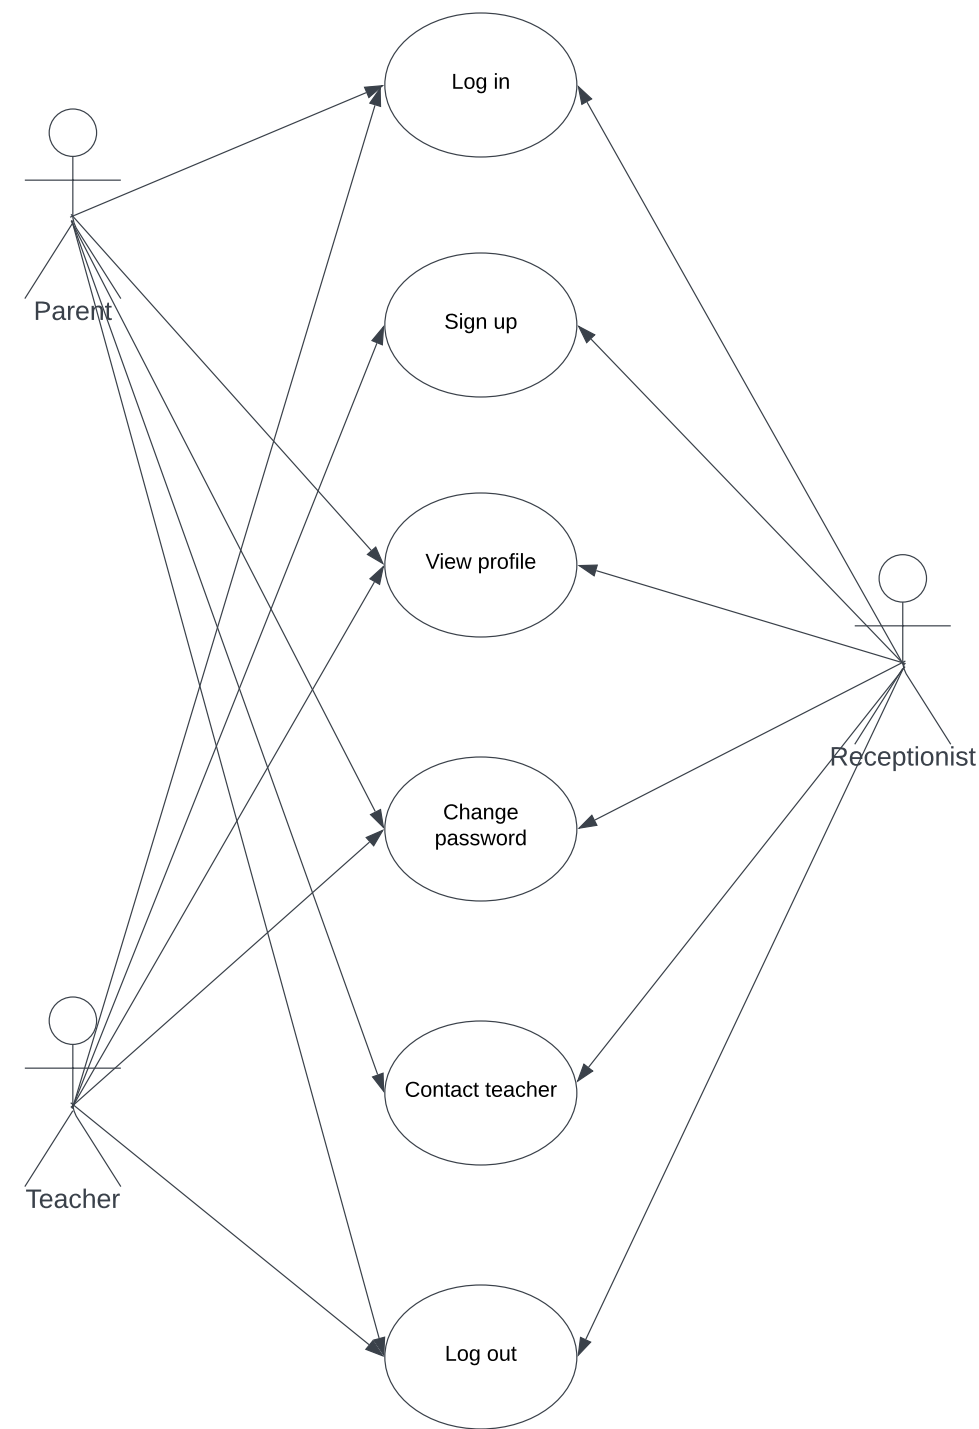 Log in
Parent
Sign up
View profile
Receptionist
Change
password
Contact teacher
Teacher
Log out